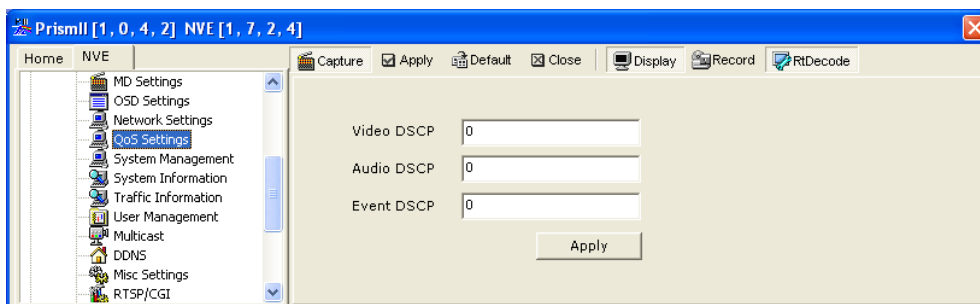 PrismII [1, 0, 4, 2] NVE [1, 7, 2, 4]
Home NVE
Capture Apply Default Close Display Record RtDecode
MD Settings
OSD Settings
Network Settings
QoS Settings
System Management
System Information
Traffic Information
User Management
Multicast
DDNS
Misc Settings
RTSP/CGI
Video DSCP 0
Audio DSCP 0
Event DSCP 0
Apply